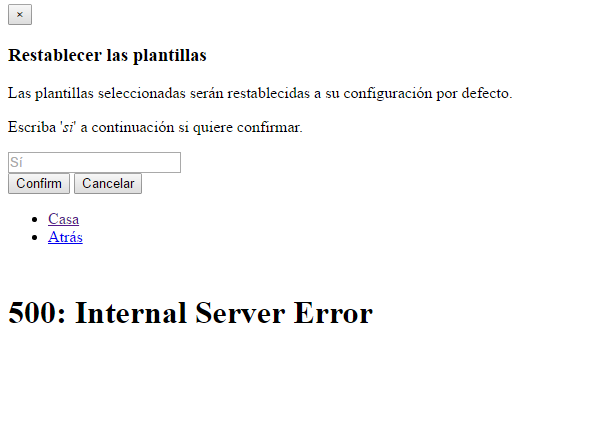 ×
Restablecer las plantillas
Las plantillas seleccionadas serán restablecidas a su configuración por defecto.
Escriba 'sí' a continuación si quiere confirmar.
Sí
Confirm Cancelar
Casa
Atrás
500: Internal Server Error